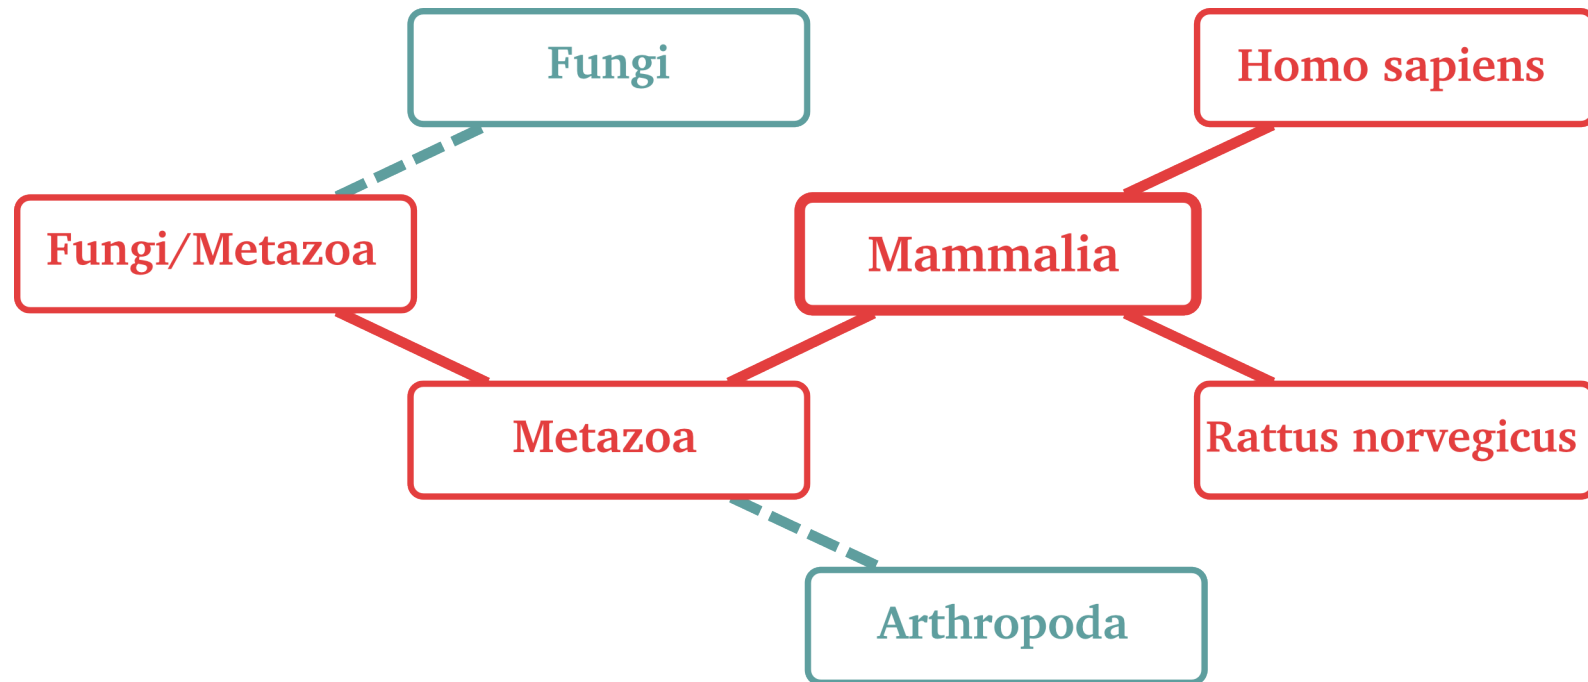 Fungi
Homo sapiens
Fungi/Metazoa
Mammalia
Metazoa
Rattus norvegicus
Arthropoda